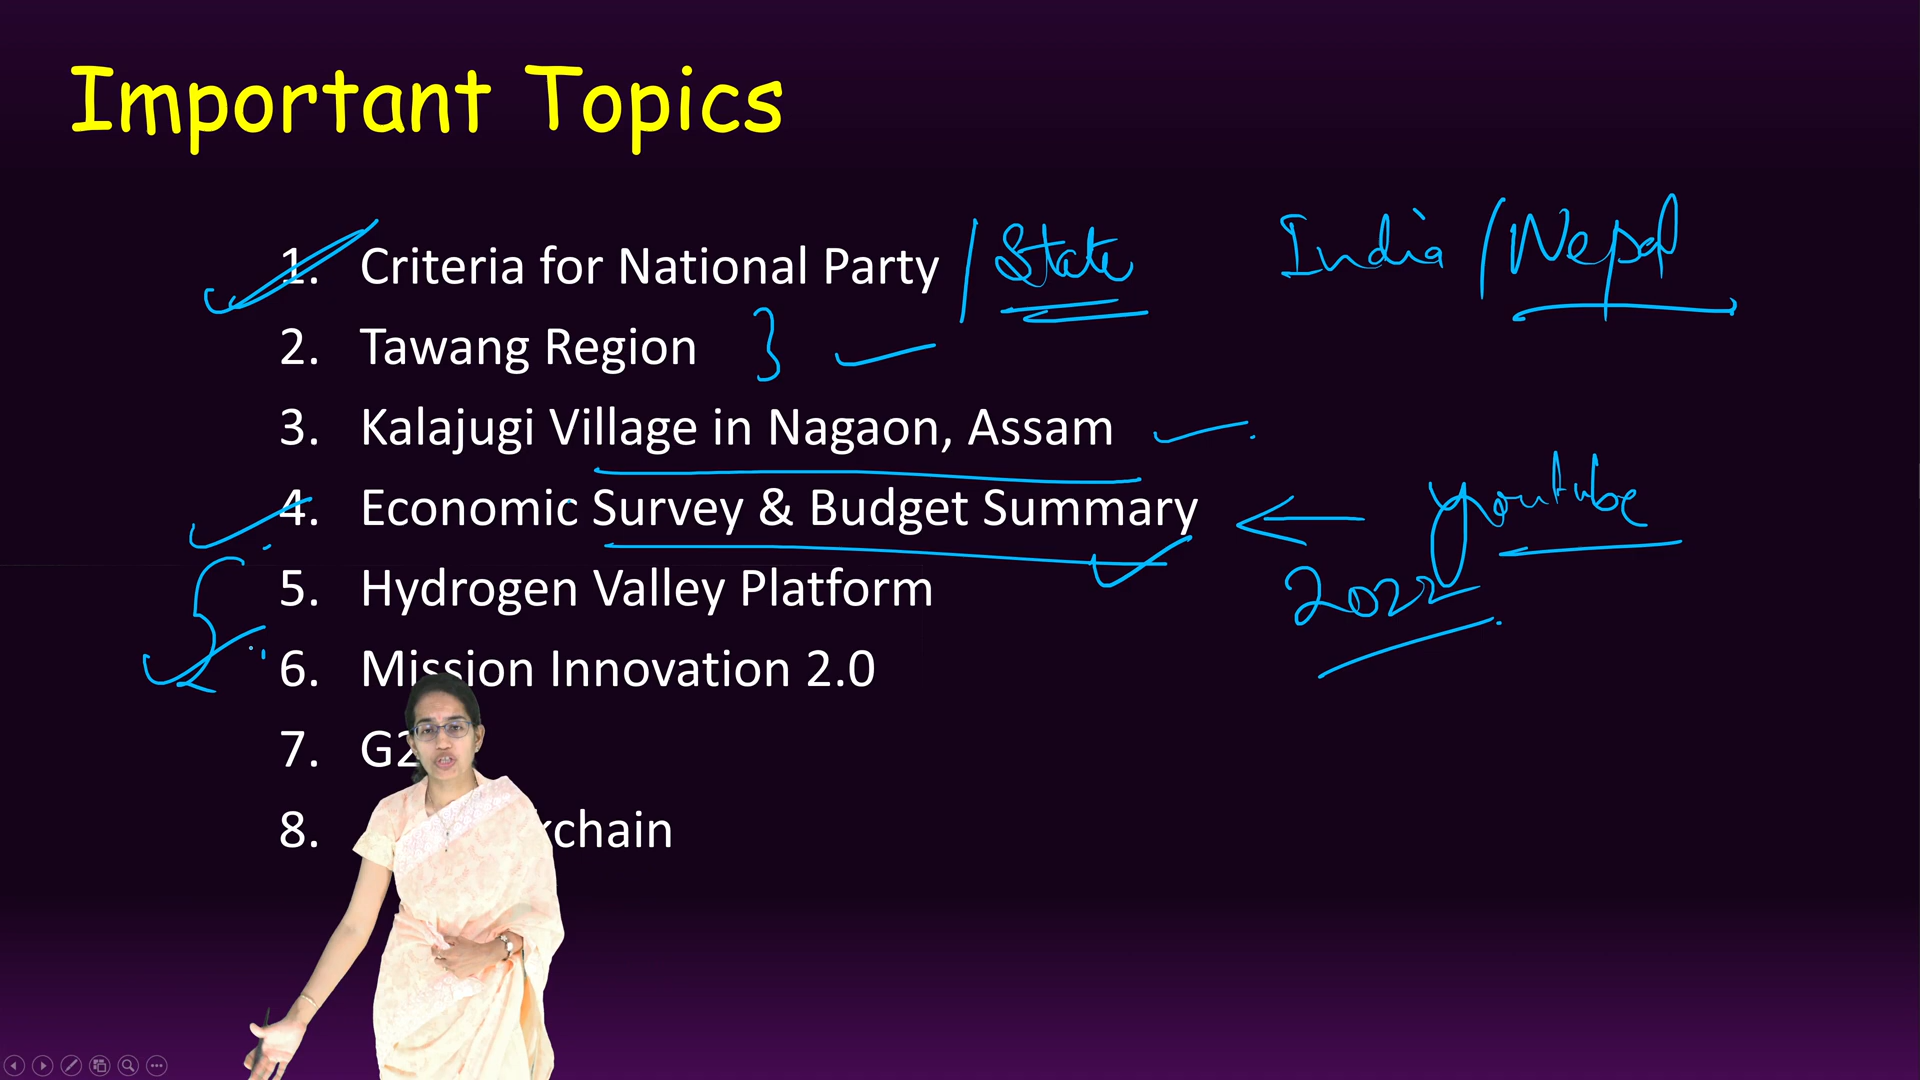 Important Topics
1. Criteria for National Party / State India / Nepal
2. Tawang Region
3. Kalajugi Village in Nagaon, Assam
4. Economic Survey & Budget Summary youtube
5. Hydrogen Valley Platform 2022
6. Mission Innovation 2.0
7.
8.